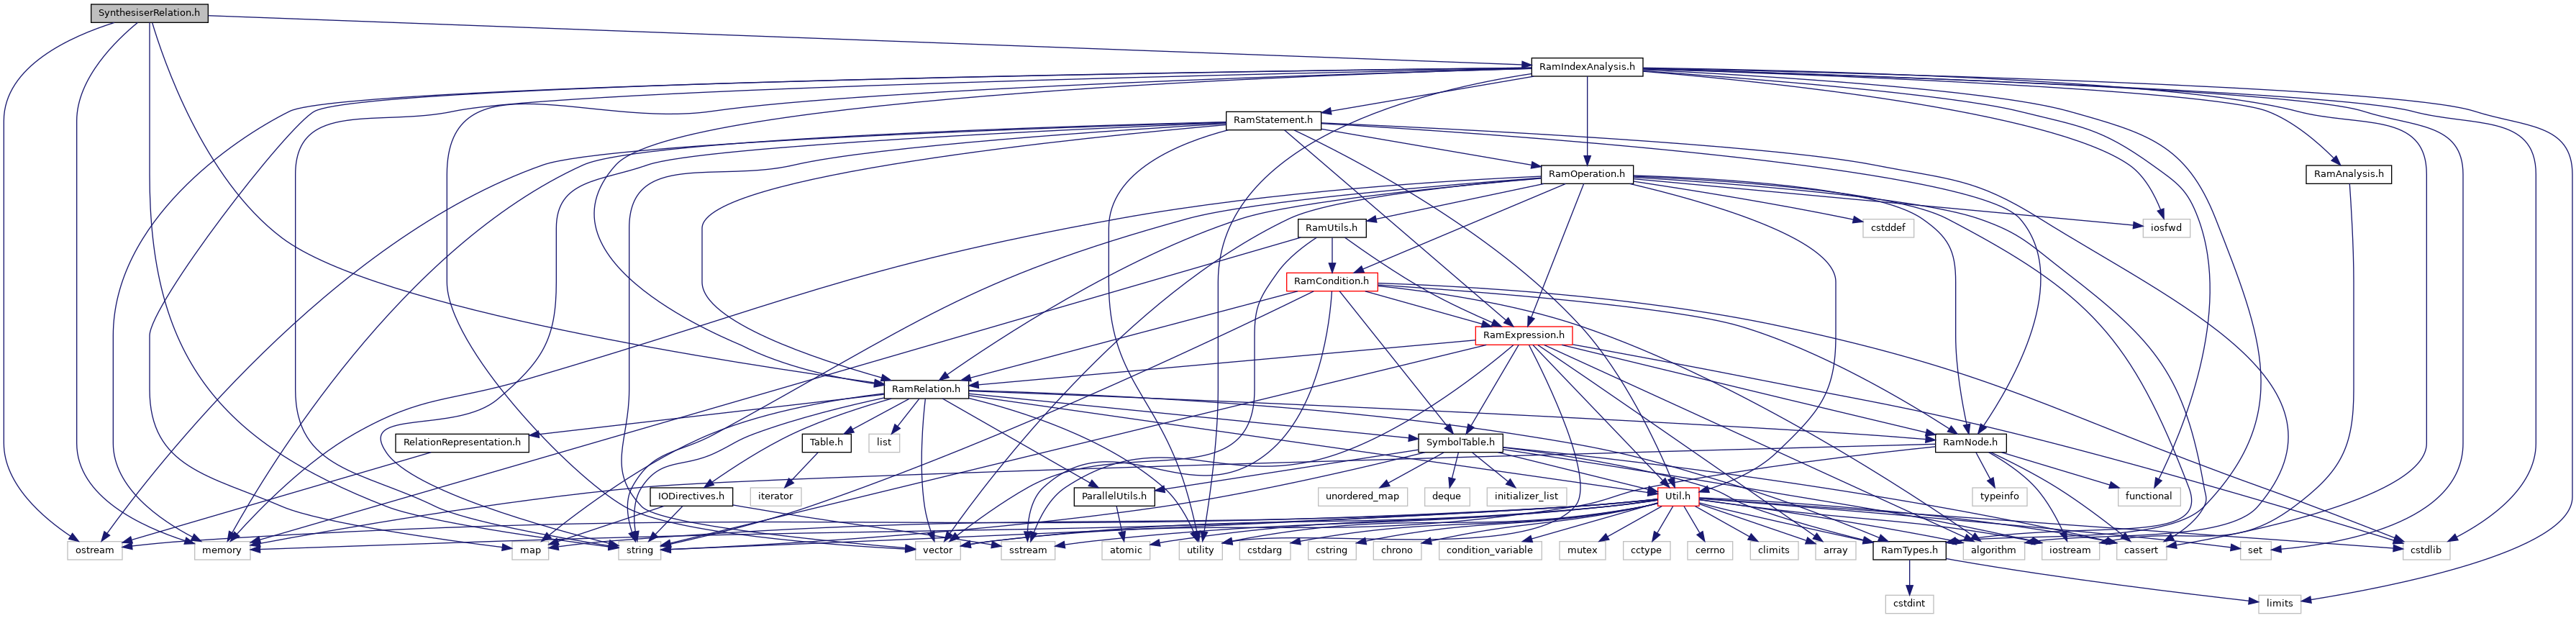 SynthesiserRelation.h
RamIndexAnalysis.h
RamStatement.h
RamOperation.h
RamAnalysis.h
RamUtils.h
cstddef
iosfwd
RamCondition.h
RamExpression.h
RamRelation.h
RelationRepresentation.h
Table.h
list
SymbolTable.h
RamNode.h
IODirectives.h
iterator
ParallelUtils.h
unordered_map
deque
initializer_list
Util.h
typeinfo
functional
ostream
memory
map
string
vector
sstream
atomic
utility
cstdarg
cstring
chrono
condition_variable
mutex
cctype
cerrno
climits
array
RamTypes.h
algorithm
iostream
cassert
set
cstdlib
cstdint
limits